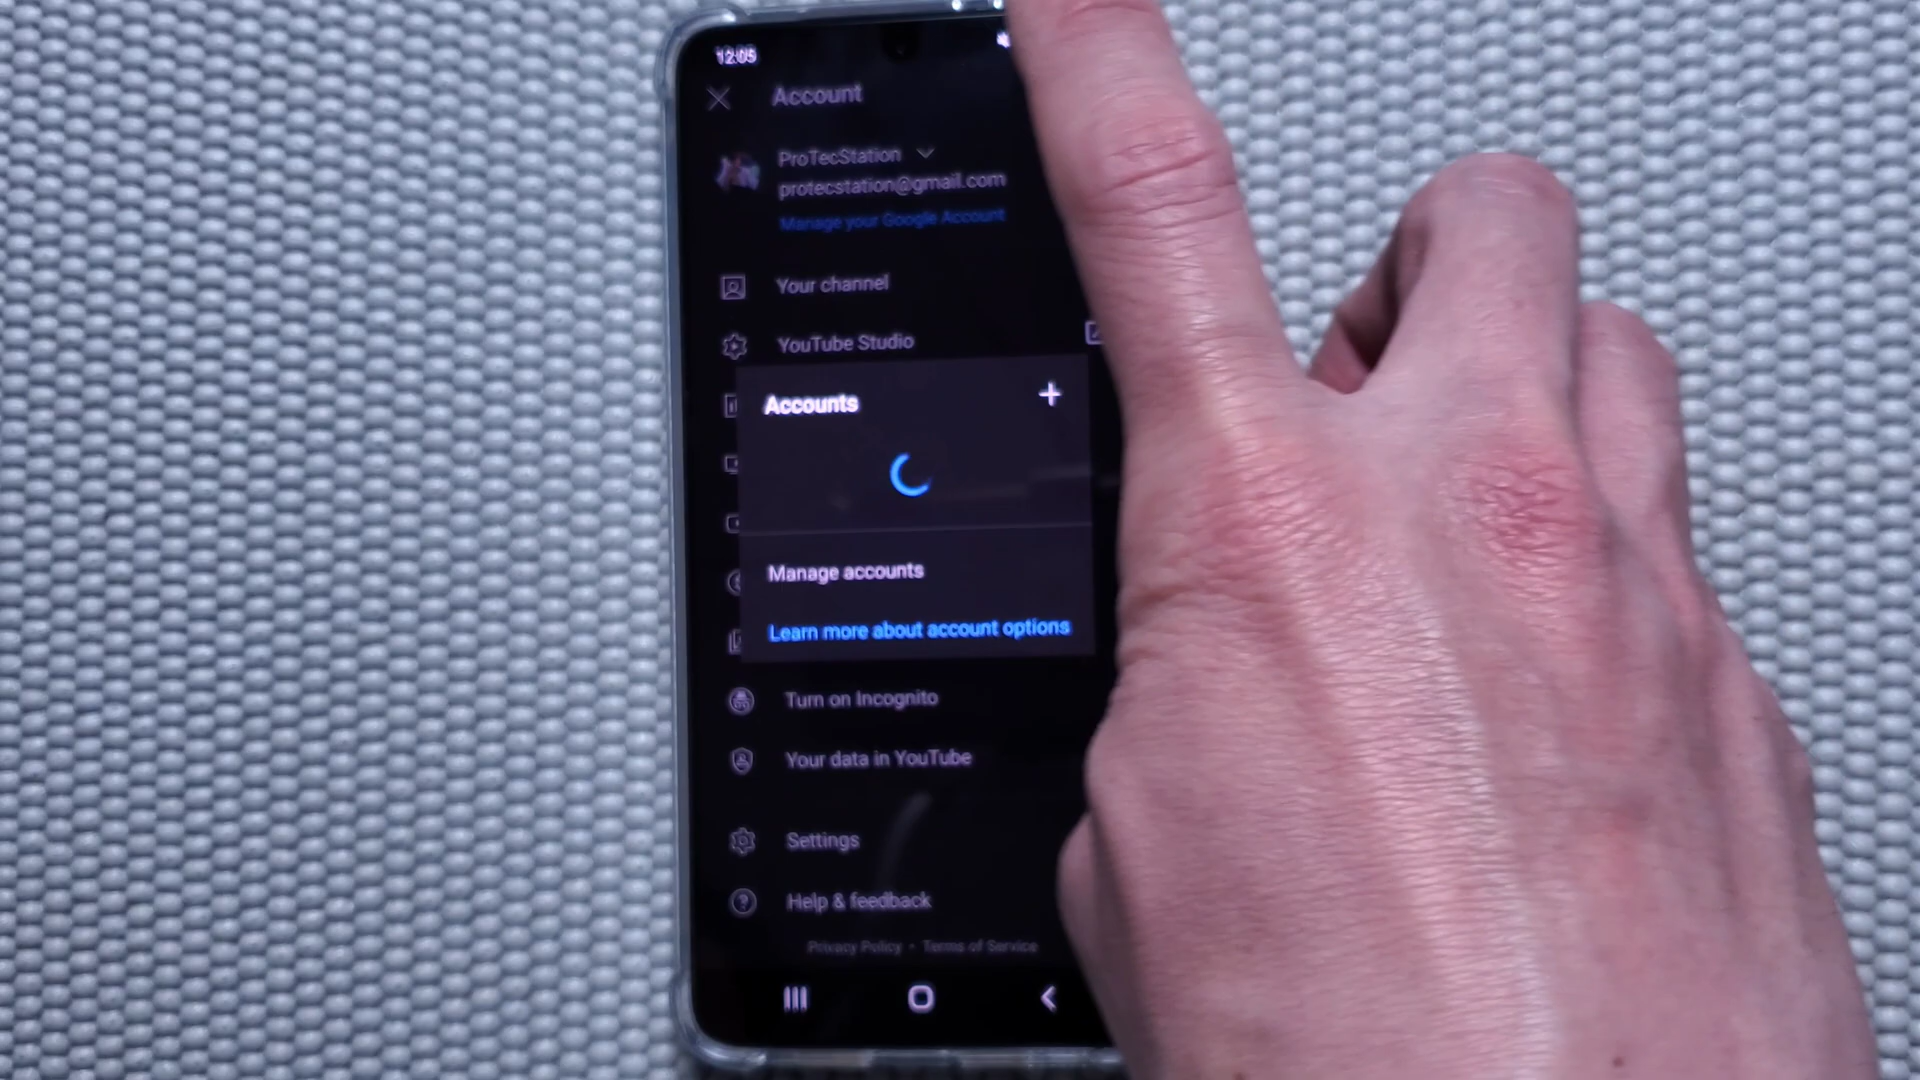 12:05
Account
ProTecStation
protecstation@gmail.com
Manage your Google Account
Your channel
YouTube Studio
Accounts
Manage accounts
Learn more about account options
Turn on Incognito
Your data in YouTube
Settings
Help & feedback
Privacy Policy • Terms of Service